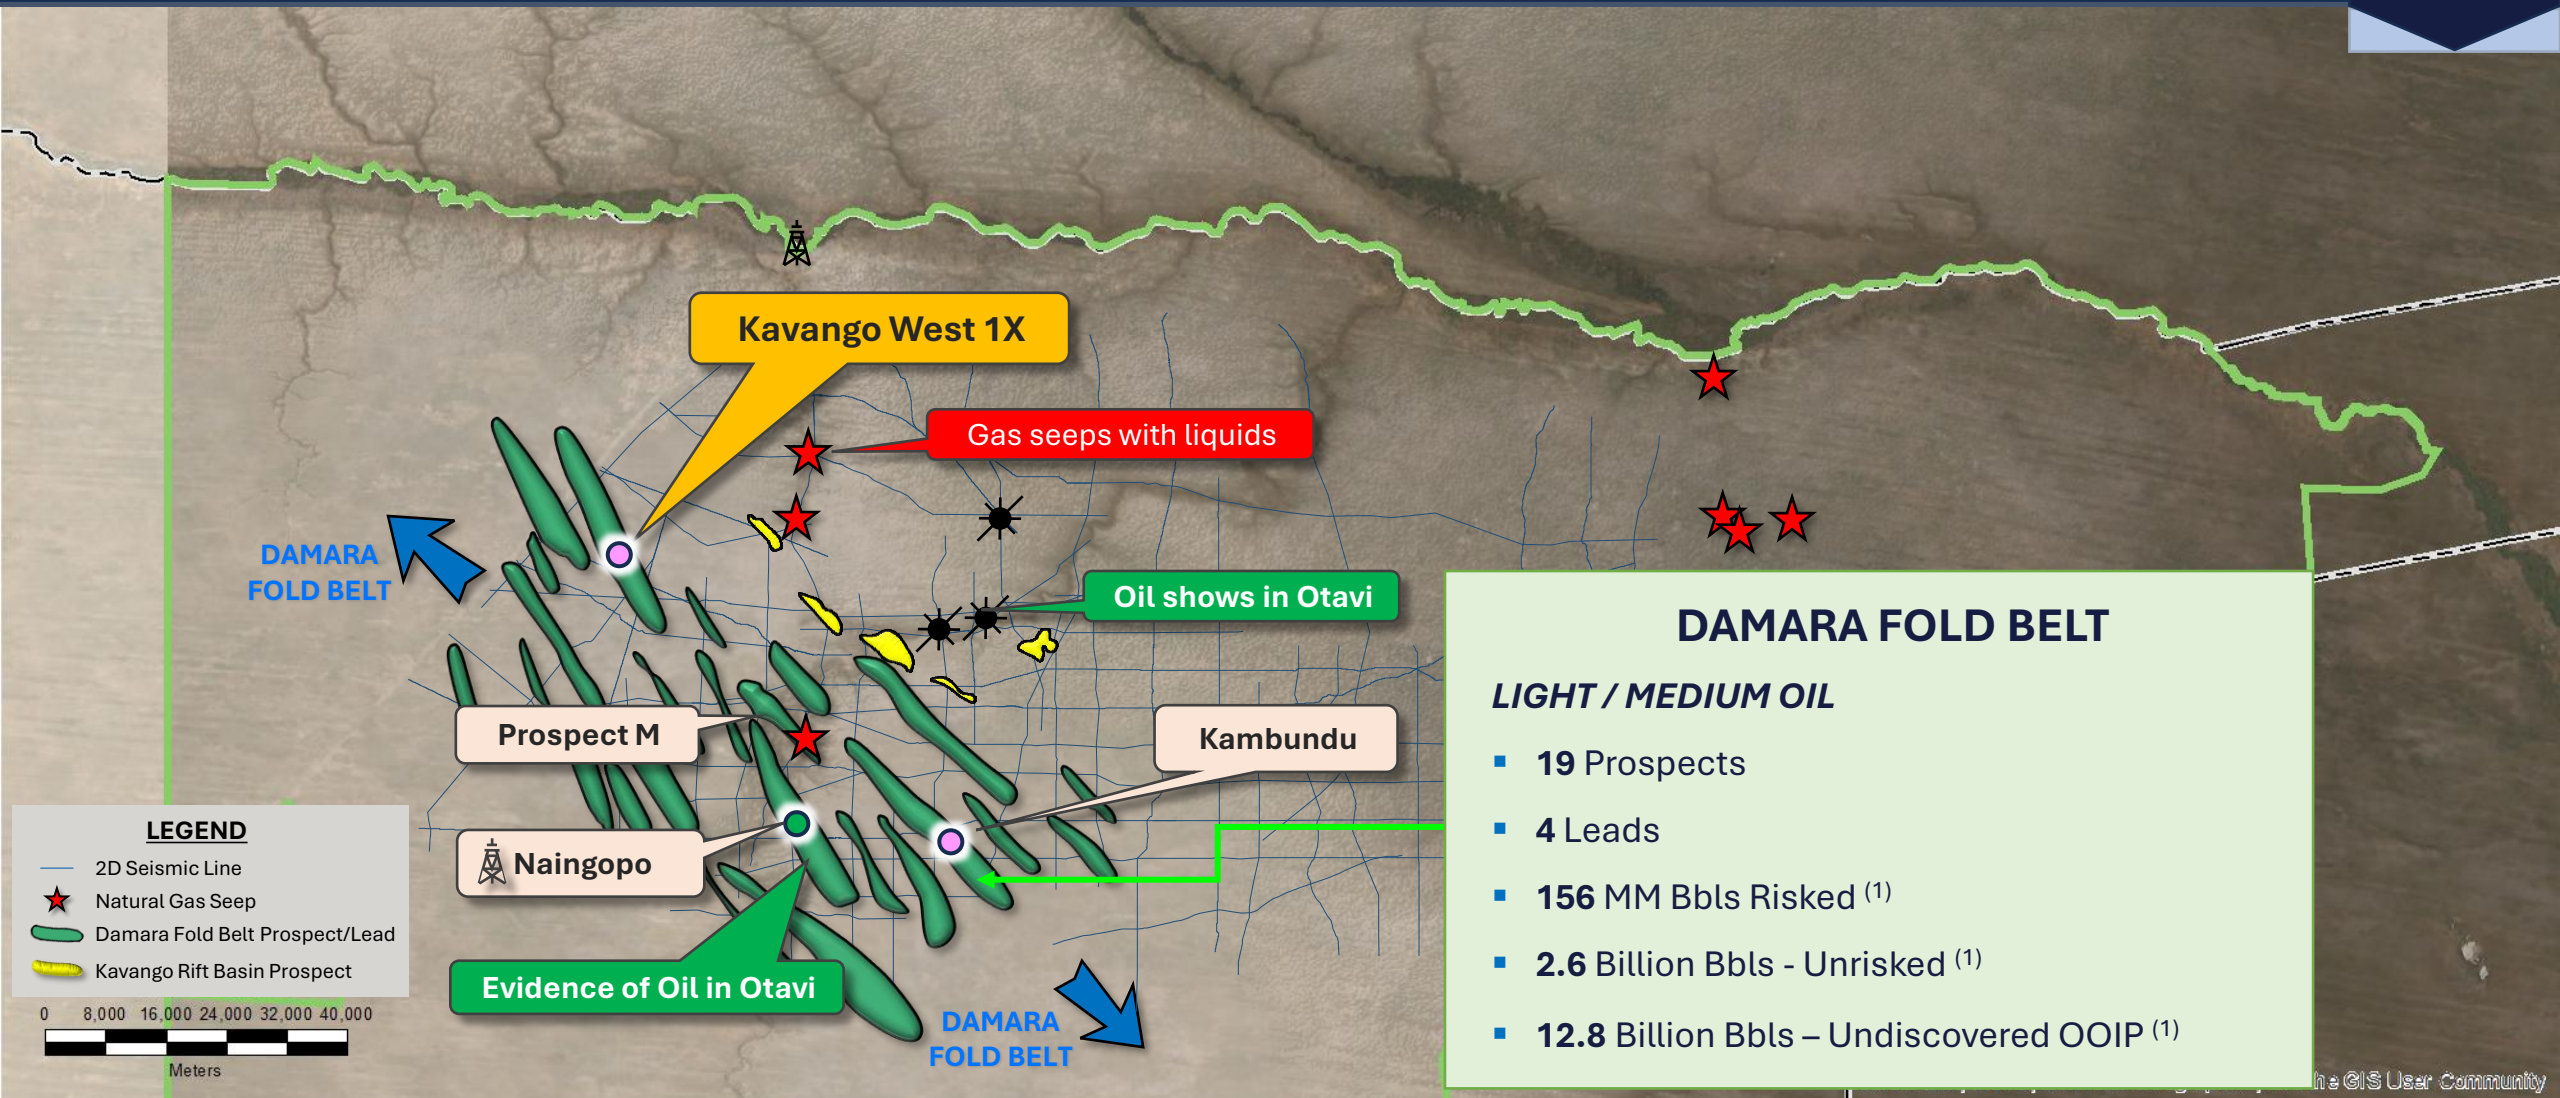 Kavango West 1X
Gas seeps with liquids
DAMARA
FOLD BELT
Oil shows in Otavi
Prospect M
Kambundu
Naingopo
Evidence of Oil in Otavi
DAMARA
FOLD BELT
LEGEND
2D Seismic Line
Natural Gas Seep
Damara Fold Belt Prospect/Lead
Kavango Rift Basin Prospect
0 8,000 16,000 24,000 32,000 40,000
Meters
DAMARA FOLD BELT
LIGHT / MEDIUM OIL
▪ 19 Prospects
▪ 4 Leads
▪ 156 MM Bbls Risked (1)
▪ 2.6 Billion Bbls - Unrisked (1)
▪ 12.8 Billion Bbls – Undiscovered OOIP (1)
GIS User Community